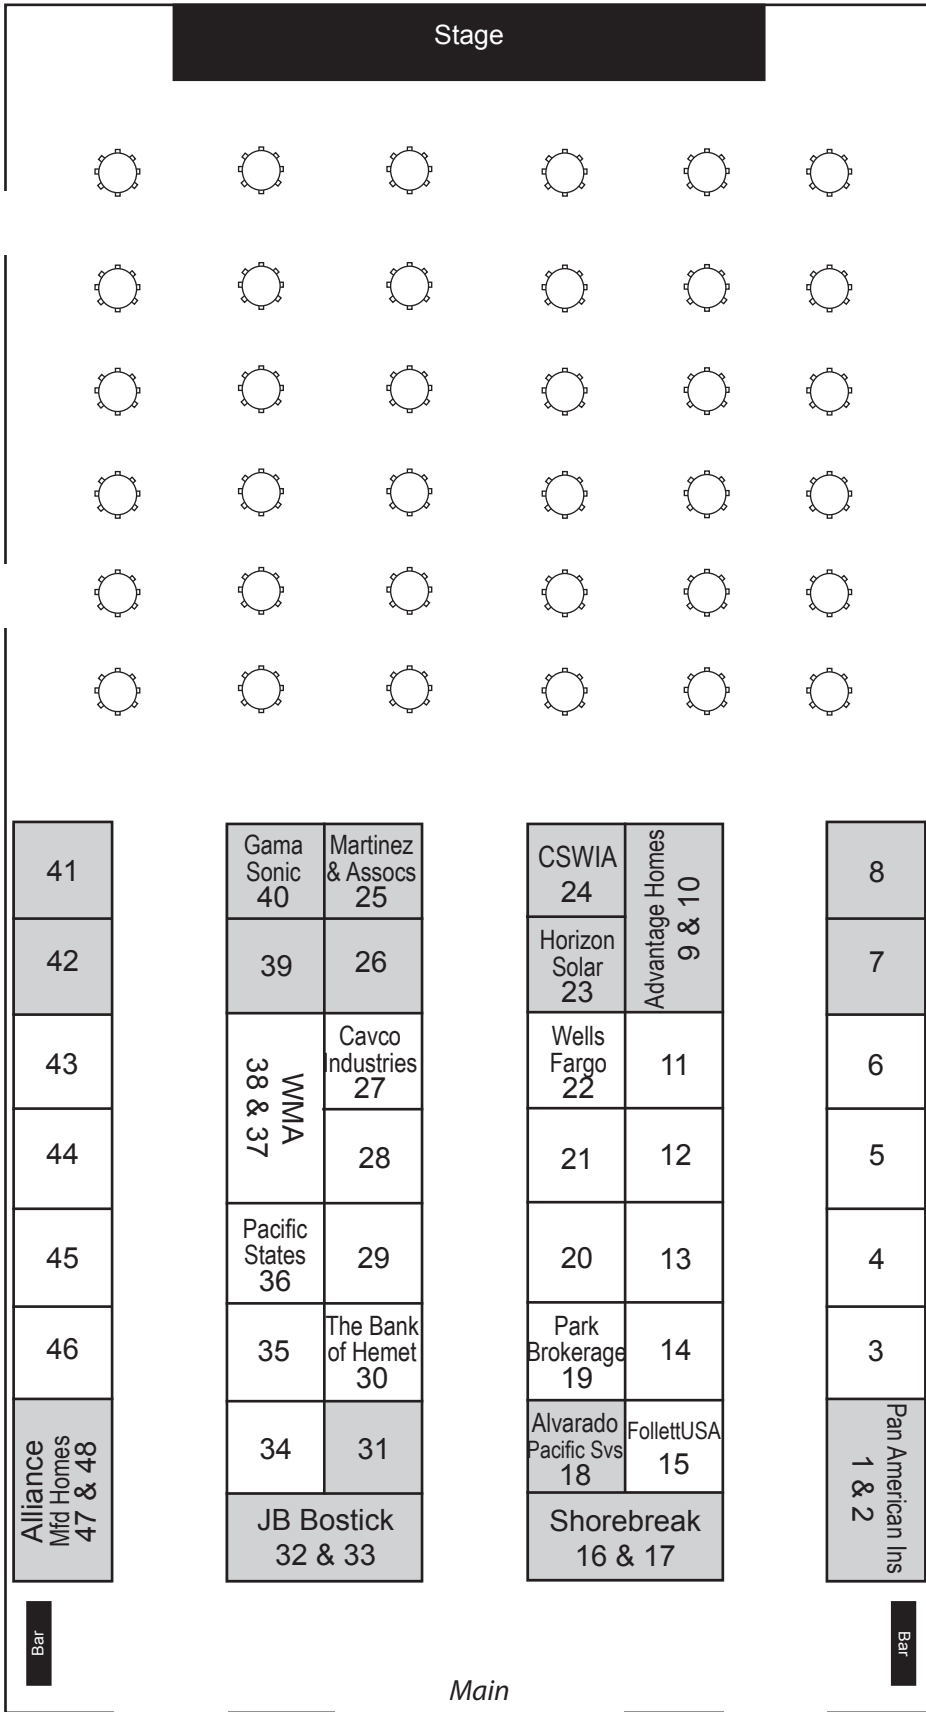 Stage
41
42
43
44
45
46
Alliance
Mfd Homes
47 & 48
Gama
Sonic
40
39
WMA
38 & 37
Pacific
States
36
35
34
Martinez
& Assocs
25
26
Cavco
Industries
27
28
29
The Bank
of Hemet
30
31
JB Bostick
32 & 33
CSWIA
24
Horizon
Solar
23
Wells
Fargo
22
21
20
Park
Brokerage
19
Alvarado
Pacific Svs
18
Advantage Homes
9 & 10
11
12
13
14
FollettUSA
15
Shorebreak
16 & 17
8
7
6
5
4
3
Pan American Ins
1 & 2
Bar
Bar
Main